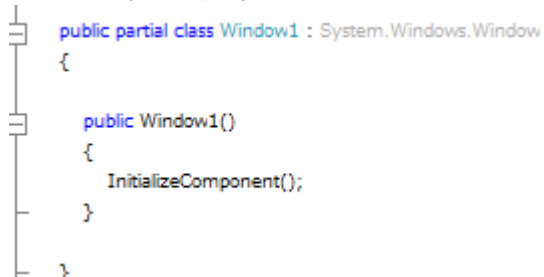 public partial class Window1 : System.Windows.Window
{
public Window1()
{
InitializeComponent();
}
}